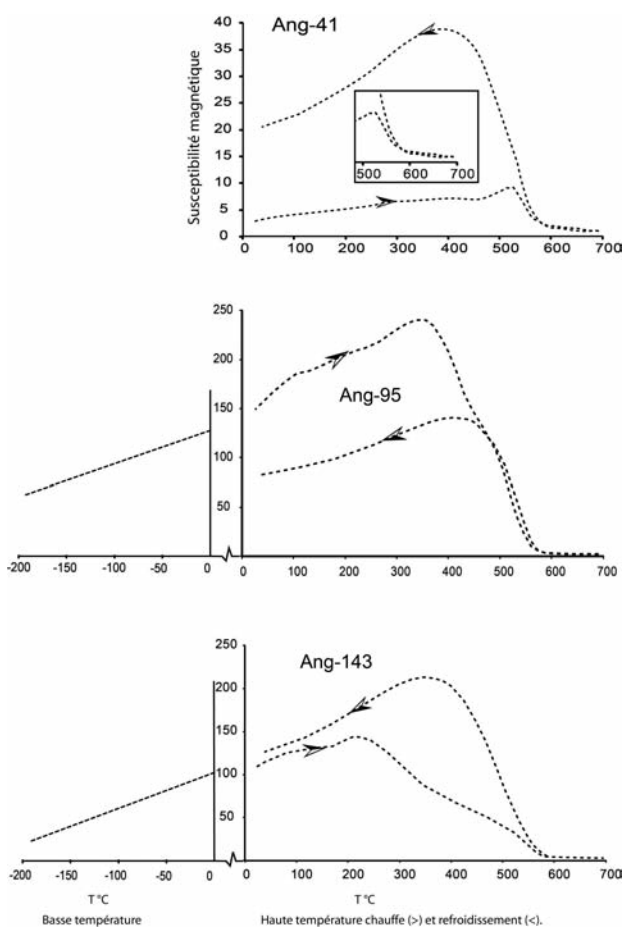 Ang-41
Susceptibilité magnétique
40
35
30
25
20
15
10
5
0
500 600 700
0 100 200 300 400 500 600 700
250
200
150
100
50
Ang-95
-200 -150 -100 -50 0
0 100 200 300 400 500 600 700
250
200
150
100
50
Ang-143
-200 -150 -100 -50 0
0 100 200 300 400 500 600 700
T °C T °C
Basse température Haute température chauffe (>) et refroidissement (<).